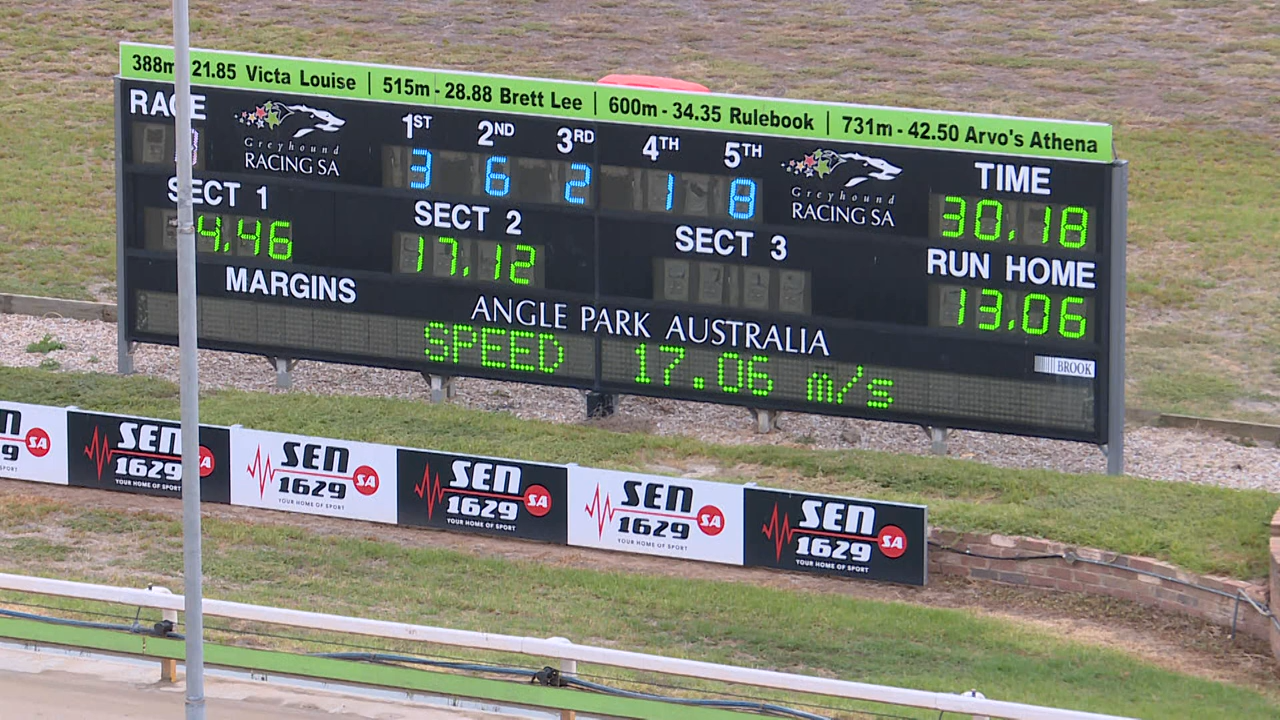 388m - 21.85 Victa Louise | 515m - 28.88 Brett Lee | 600m - 34.35 Rulebook | 731m - 42.50 Arvo's Athena
RACE
Greyhound
RACING SA
1ST 2ND 3RD 4TH 5TH
3 6 2 1 8
Greyhound
RACING SA
TIME
30.18
SECT 1
4.46
SECT 2
17.12
SECT 3
RUN HOME
13.06
MARGINS
ANGLE PARK AUSTRALIA
SPEED 17.06 m/s
BROOK
SA
9
SEN
1629 SA
SEN
1629 SA
YOUR HOME OF SPORT
SEN
1629 SA
YOUR HOME OF SPORT
SEN
1629 SA
YOUR HOME OF SPORT
SEN
1629 SA
YOUR HOME OF SPORT